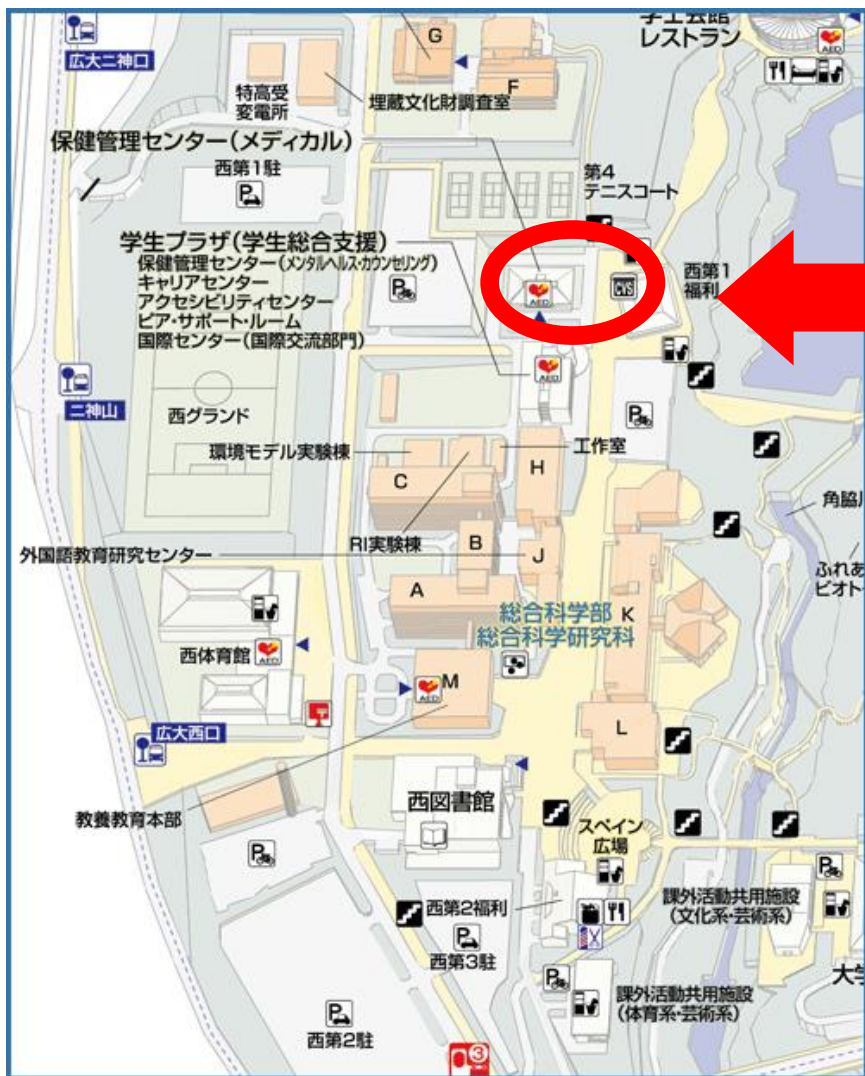 学士会館
レストラン
AED
広大二神口
G
F
特高受
変電所
埋蔵文化財調査室
保健管理センター(メディカル)
西第1駐
P
第4
テニスコート
学生プラザ(学生総合支援)
保健管理センター(メンタルヘルス・カウンセリング)
キャリアセンター
アクセシビリティセンター
ピア・サポート・ルーム
国際センター(国際交流部門)
P
AED
CVS
西第1
福利
AED
二神山
西グランド
P
環境モデル実験棟
工作室
C
H
RI実験棟
B
J
角脇
外国語教育研究センター
A
K
ふれあ
ビオト
総合科学部
総合科学研究科
西体育館
AED
AED
M
広大西口
L
教養教育本部
西図書館
スペイン
広場
P
P
西第2福利
課外活動共用施設
(文化系・芸術系)
P
西第3駐
P
課外活動共用施設
(体育系・芸術系)
大学
P
西第2駐
3